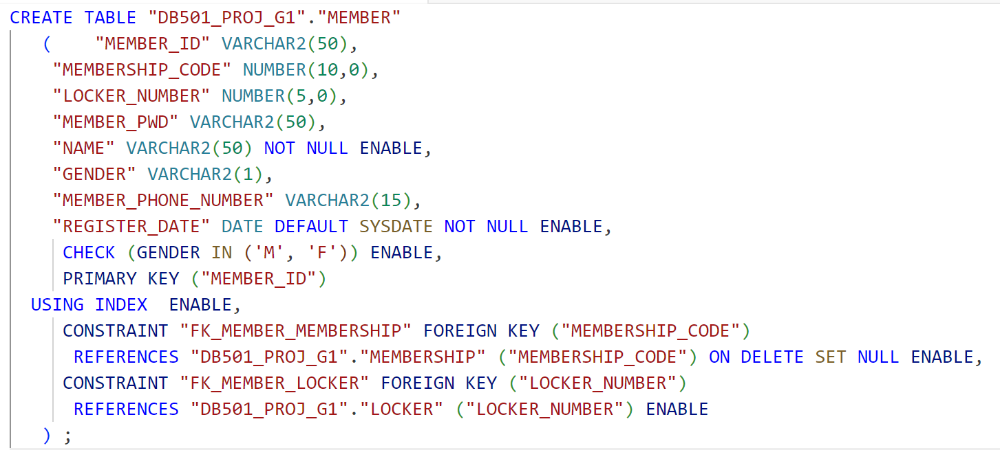 CREATE TABLE "DB501_PROJ_G1"."MEMBER"
( "MEMBER_ID" VARCHAR2(50),
"MEMBERSHIP_CODE" NUMBER(10,0),
"LOCKER_NUMBER" NUMBER(5,0),
"MEMBER_PWD" VARCHAR2(50),
"NAME" VARCHAR2(50) NOT NULL ENABLE,
"GENDER" VARCHAR2(1),
"MEMBER_PHONE_NUMBER" VARCHAR2(15),
"REGISTER_DATE" DATE DEFAULT SYSDATE NOT NULL ENABLE,
CHECK (GENDER IN ('M', 'F')) ENABLE,
PRIMARY KEY ("MEMBER_ID")
USING INDEX  ENABLE,
CONSTRAINT "FK_MEMBER_MEMBERSHIP" FOREIGN KEY ("MEMBERSHIP_CODE")
REFERENCES "DB501_PROJ_G1"."MEMBERSHIP" ("MEMBERSHIP_CODE") ON DELETE SET NULL ENABLE,
CONSTRAINT "FK_MEMBER_LOCKER" FOREIGN KEY ("LOCKER_NUMBER")
REFERENCES "DB501_PROJ_G1"."LOCKER" ("LOCKER_NUMBER") ENABLE
) ;